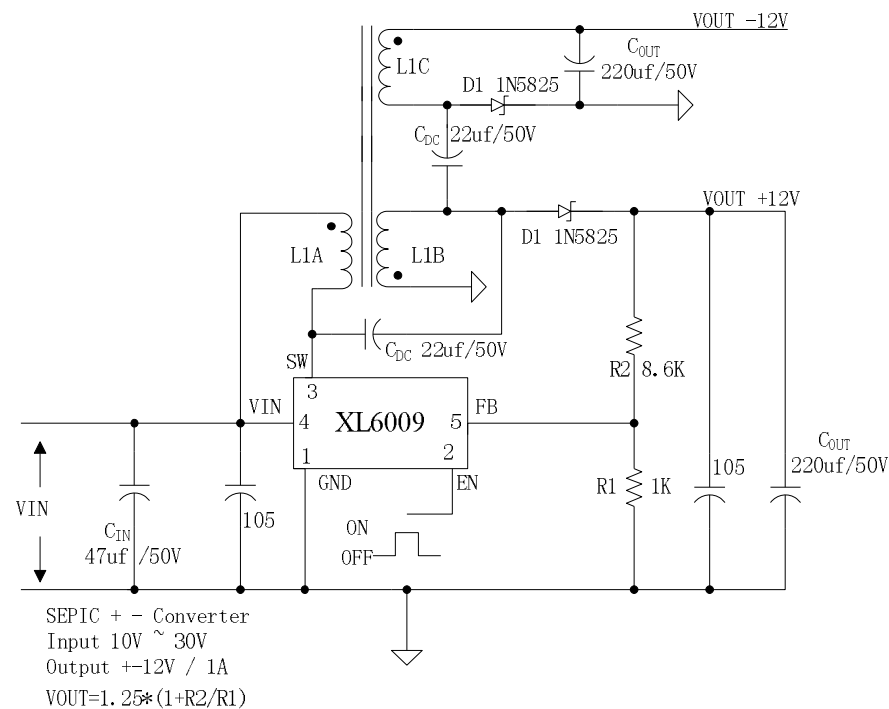 VOUT -12V
COUT
220uf/50V
L1C
D1 1N5825
CDC 22uf/50V
VOUT +12V
L1A
L1B
D1 1N5825
CDC 22uf/50V
SW
3
R2 8.6K
VIN
4
XL6009
5
FB
1
2
GND
EN
R1
1K
105
COUT
220uf/50V
VIN
CIN
47uf /50V
105
ON
OFF
SEPIC + - Converter
Input 10V ~ 30V
Output +-12V / 1A
VOUT=1.25*(1+R2/R1)